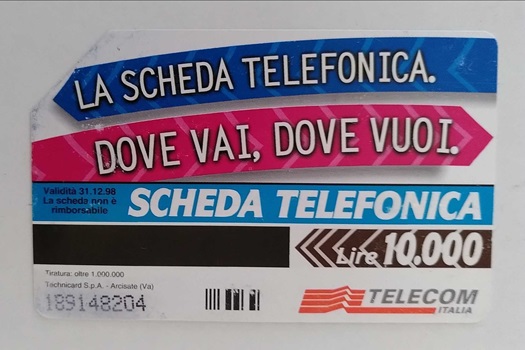 LA SCHEDA TELEFONICA.
DOVE VAI, DOVE VUOI.
Validità 31.12.98
La scheda non è
rimborsabile
SCHEDA TELEFONICA
Lire 10.000
Tiratura: oltre 1.000.000
Technicard S.p.A. - Arcisate (Va)
189148204
TELECOM
ITALIA